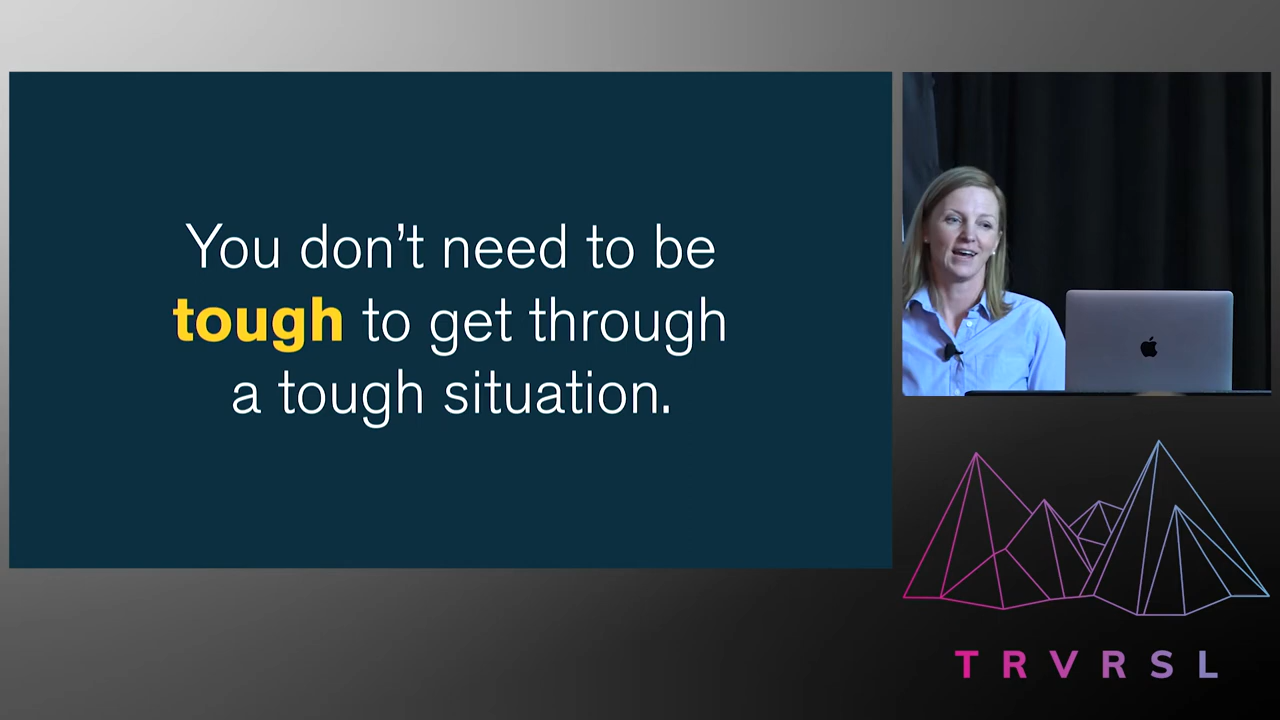 You don’t need to be
tough to get through
a tough situation.
TRVRSL